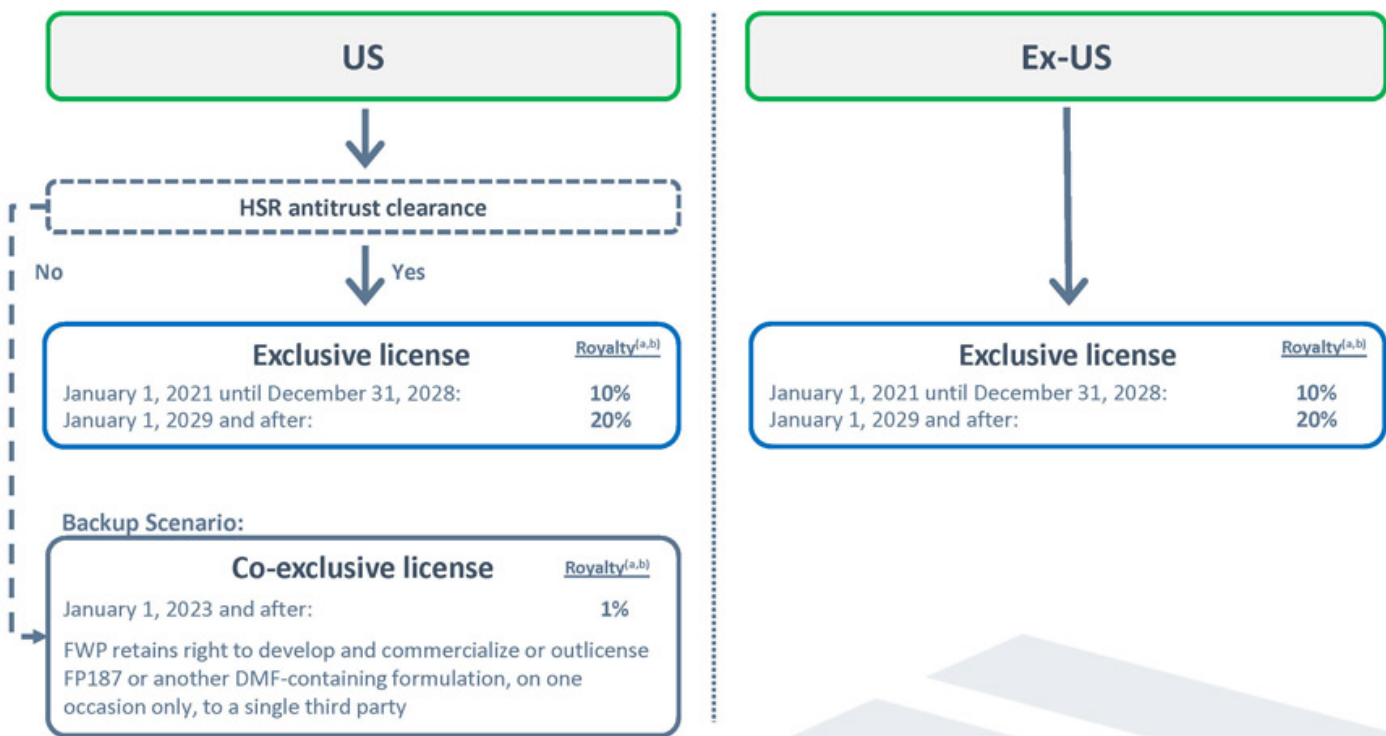 US
HSR antitrust clearance
No
Yes
Exclusive license
Royalty(a,b)
January 1, 2021 until December 31, 2028: 10%
January 1, 2029 and after: 20%
Backup Scenario:
Co-exclusive license
Royalty(a,b)
January 1, 2023 and after: 1%
FWP retains right to develop and commercialize or outlicense
FP187 or another DMF-containing formulation, on one
occasion only, to a single third party
Ex-US
Exclusive license
Royalty(a,b)
January 1, 2021 until December 31, 2028: 10%
January 1, 2029 and after: 20%